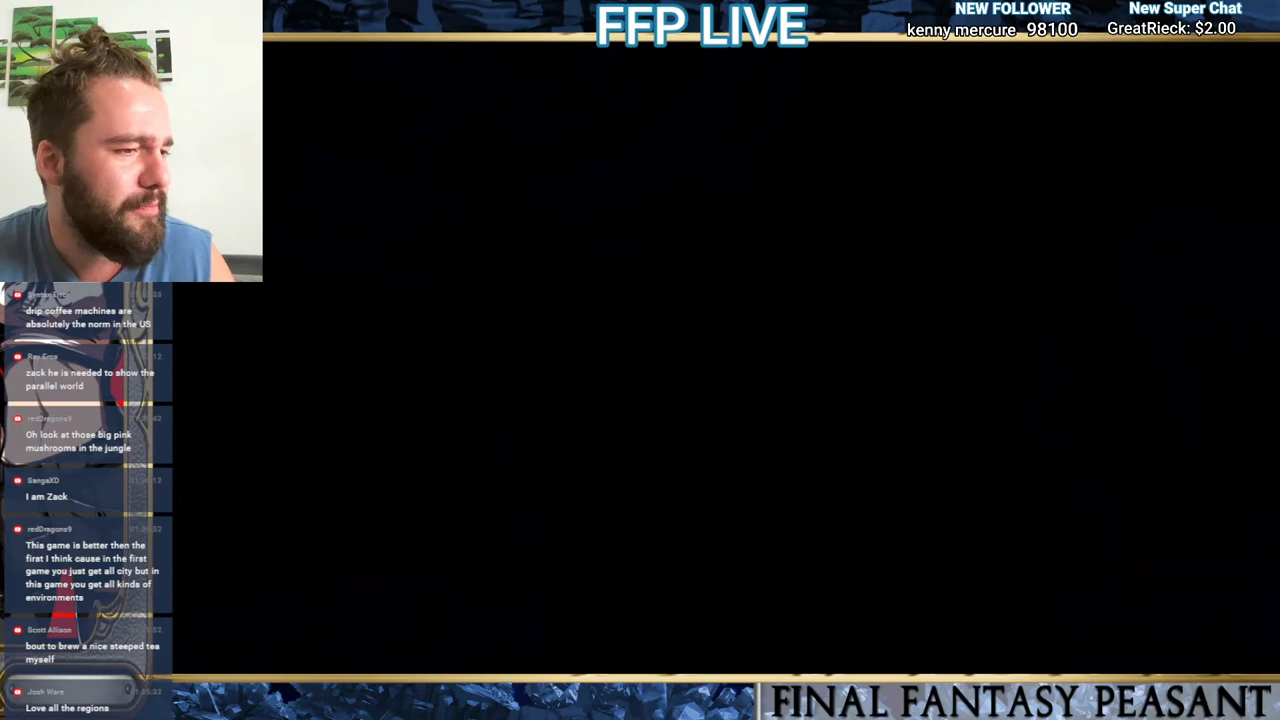 FFP LIVE
NEW FOLLOWER
kenny mercure 98100
New Super Chat
GreatRieck: $2.00
drip coffee machines are
absolutely the norm in the US
Ray Eros
zack he is needed to show the
parallel world
redDragons9
Oh look at those big pink
mushrooms in the jungle
SangaXD
I am Zack
redDragons9
This game is better then the
first I think cause in the first
game you just get all city but in
this game you get all kinds of
environments
Scott Allison
bout to brew a nice steeped tea
myself
Josh Ware
Love all the regions
FINAL FANTASY PEASANT